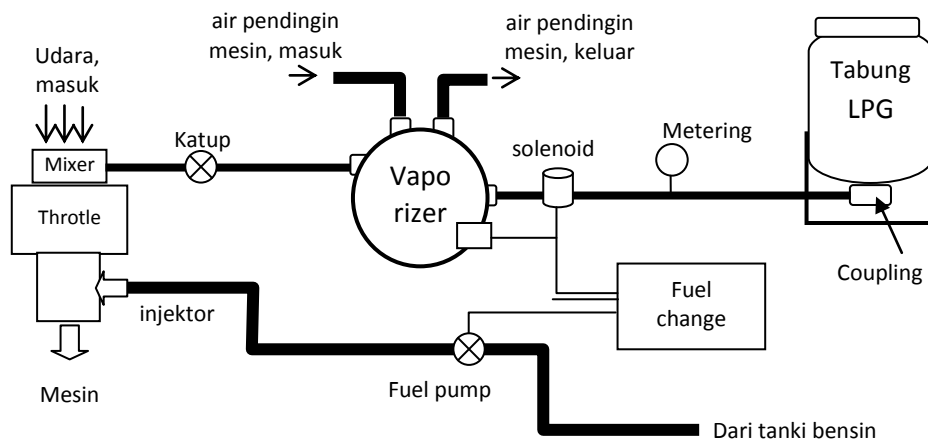 air pendingin
mesin, masuk
air pendingin
mesin, keluar
Udara,
masuk
Tabung
LPG
Katup
Metering
solenoid
Mixer
Vapo
rizer
Throtle
Coupling
Fuel
change
injektor
Mesin
Fuel pump
Dari tanki bensin